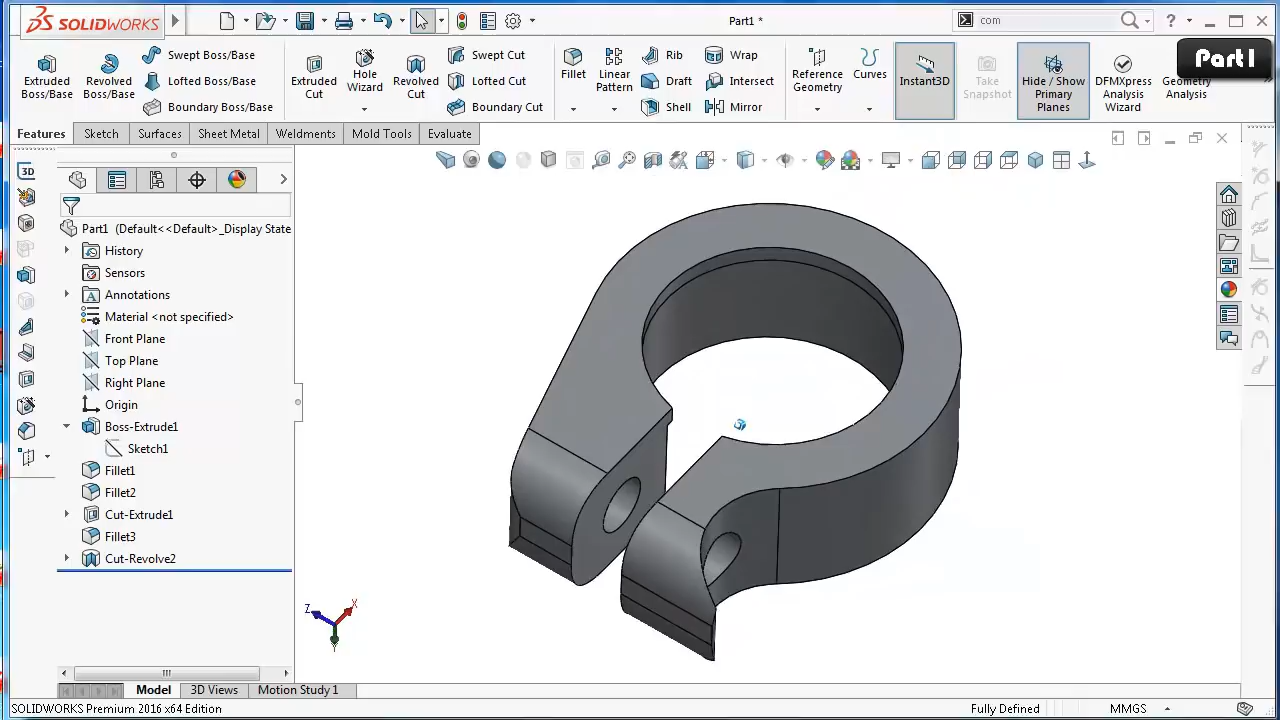 3S SOLIDWORKS
Part1 *
com
?
Part1
Extruded Boss/Base
Revolved Boss/Base
Swept Boss/Base
Lofted Boss/Base
Boundary Boss/Base
Extruded Cut
Hole Wizard
Revolved Cut
Swept Cut
Lofted Cut
Boundary Cut
Fillet
Linear Pattern
Rib
Draft
Shell
Wrap
Intersect
Mirror
Reference Geometry
Curves
Instant3D
Take Snapshot
Hide / Show Primary Planes
DFMXpress Analysis Wizard
Geometry Analysis
Features
Sketch
Surfaces
Sheet Metal
Weldments
Mold Tools
Evaluate
3D
Part1 (Default<<Default>_Display State
History
Sensors
Annotations
Material <not specified>
Front Plane
Top Plane
Right Plane
Origin
Boss-Extrude1
Sketch1
Fillet1
Fillet2
Cut-Extrude1
Fillet3
Cut-Revolve2
Z
X
Y
Model
3D Views
Motion Study 1
SOLIDWORKS Premium 2016 x64 Edition
Fully Defined
MMGS